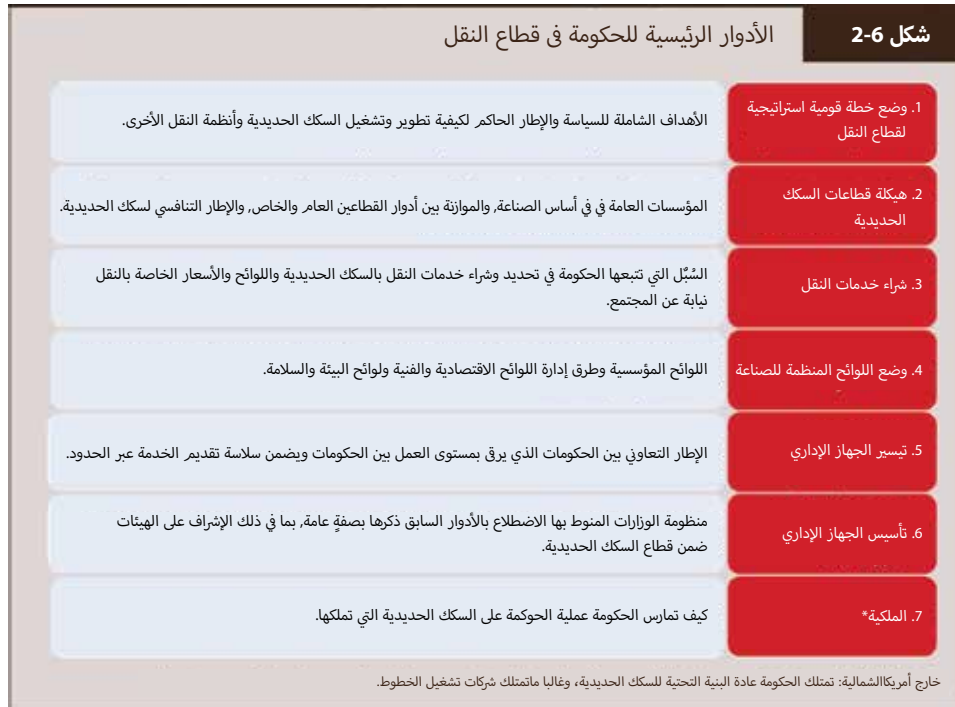 شكل 6-2
الأدوار الرئيسية للحكومة فى قطاع النقل
1. وضع خطة قومية استراتيجية
لقطاع النقل
الأهداف الشاملة للسياسة والإطار الحاكم لكيفية تطوير وتشغيل السكك الحديدية وأنظمة النقل الأخرى.
2. هيكلة قطاعات السكك
الحديدية
المؤسسات العامة في في أساس الصناعة, والموازنة بين أدوار القطاعين العام والخاص, والإطار التنافسي لسكك الحديدية.
3. شراء خدمات النقل
السُبٌل التي تتبعها الحكومة في تحديد وشراء خدمات النقل بالسكك الحديدية واللوائح والأسعار الخاصة بالنقل
نيابة عن المجتمع.
4. وضع اللوائح المنظمة للصناعة
اللوائح المؤسسية وطرق إدارة اللوائح الاقتصادية والفنية ولوائح البيئة والسلامة.
5. تيسير الجهاز الإداري
الإطار التعاوني بين الحكومات الذي يرقى بمستوى العمل بين الحكومات ويضمن سلاسة تقديم الخدمة عبر الحدود.
6. تأسيس الجهاز الإداري
منظومة الوزارات المنوط بها الاضطلاع بالأدوار السابق ذكرها بصفةٍ عامة, بما في ذلك الإشراف على الهيئات
ضمن قطاع السكك الحديدية.
7. الملكية*
كيف تمارس الحكومة عملية الحوكمة على السكك الحديدية التي تملكها.
خارج أمريكاالشمالية: تمتلك الحكومة عادة البنية التحتية للسكك الحديدية، وغالبا ماتمتلك شركات تشغيل الخطوط.